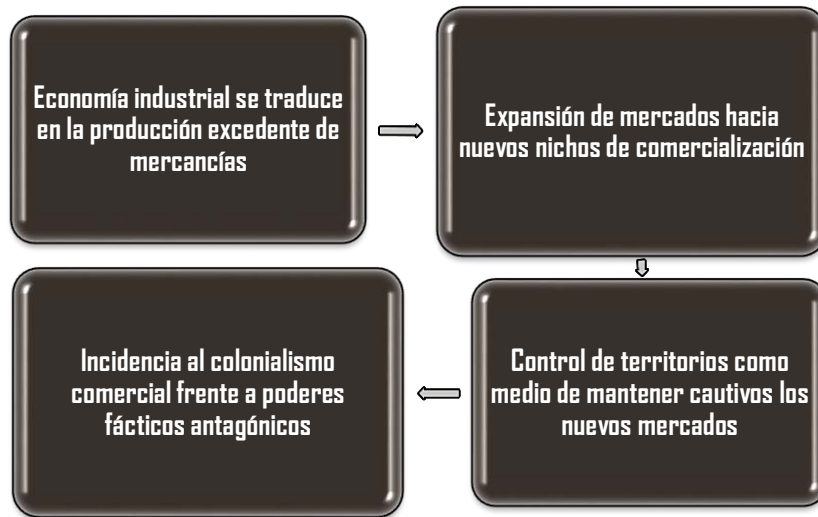 Economía industrial se traduce
en la producción excedente de
mercancías
Expansión de mercados hacia
nuevos nichos de comercialización
Control de territorios como
medio de mantener cautivos los
nuevos mercados
Incidencia al colonialismo
comercial frente a poderes
fácticos antagónicos